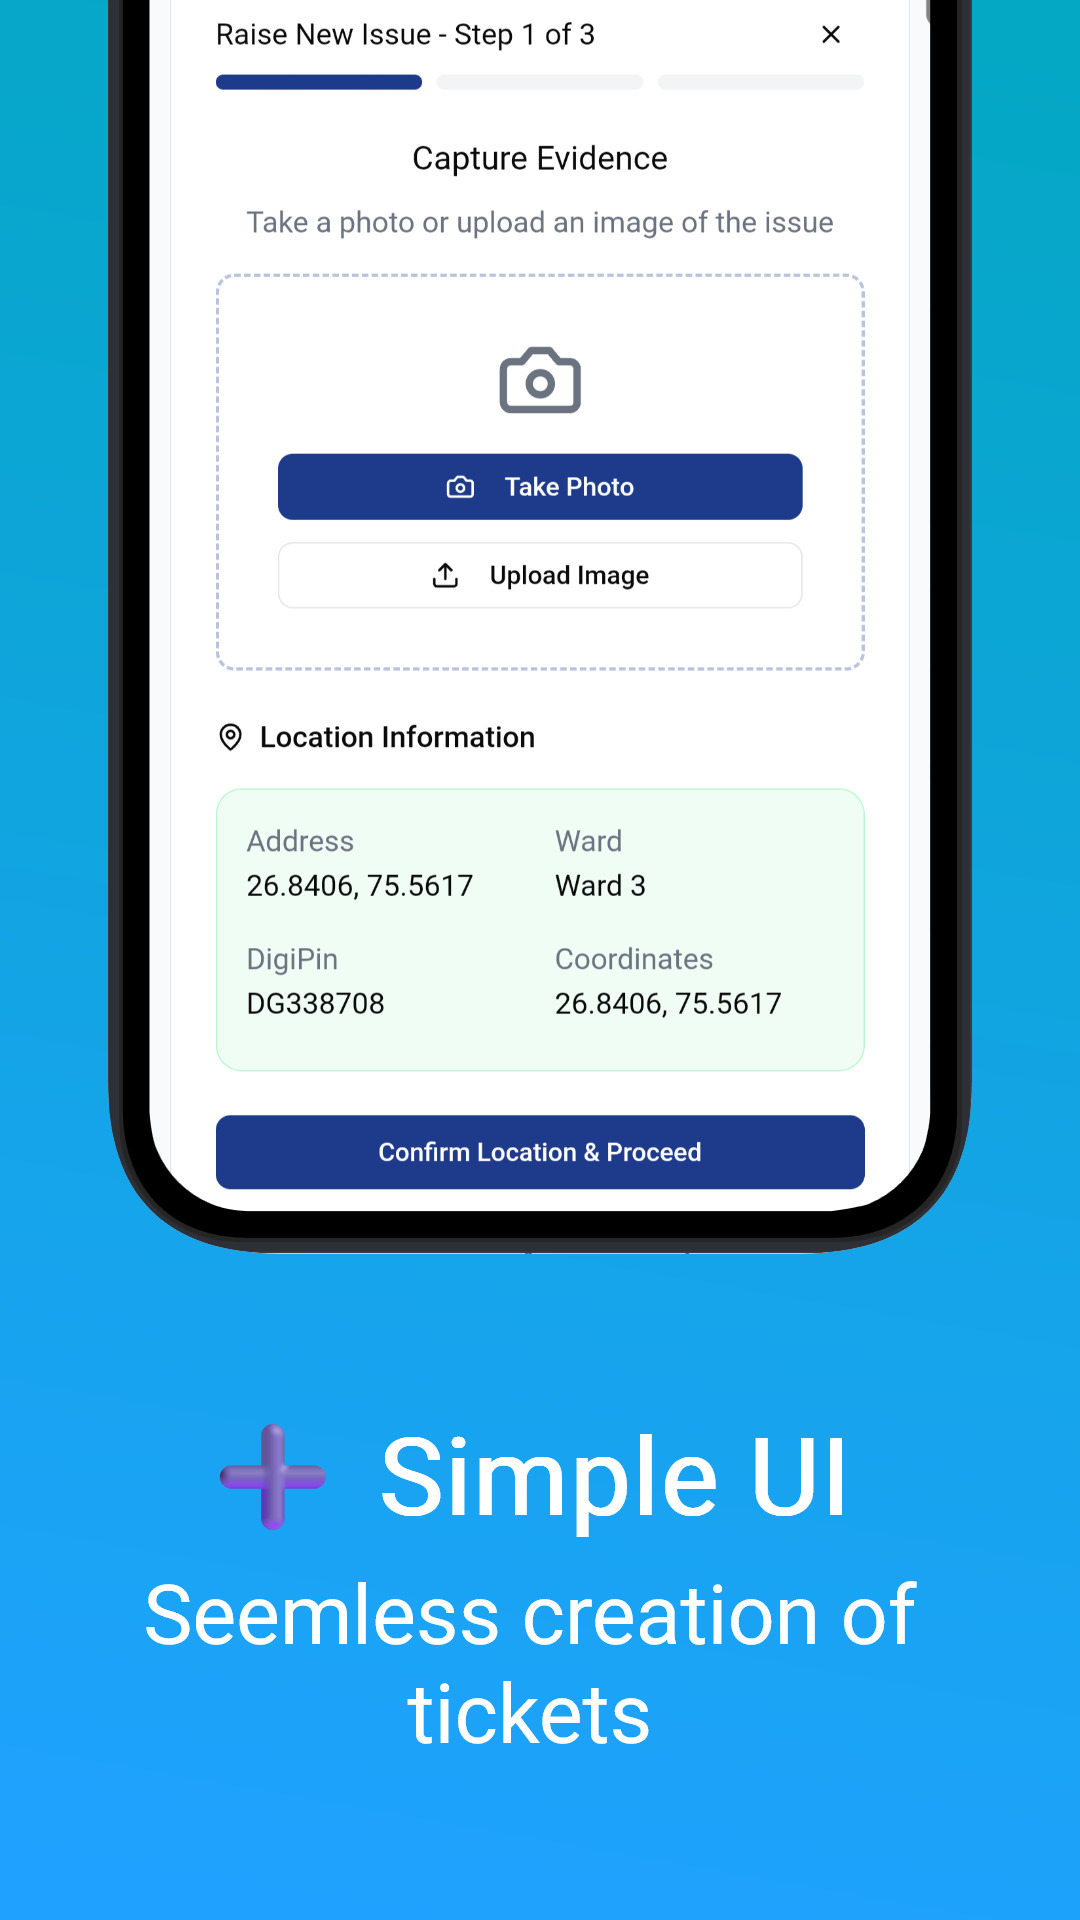 Raise New Issue - Step 1 of 3
Capture Evidence
Take a photo or upload an image of the issue
Take Photo
Upload Image
Location Information
Address
26.8406, 75.5617
Ward
Ward 3
DigiPin
DG338708
Coordinates
26.8406, 75.5617
Confirm Location & Proceed
Simple UI
Seemless creation of
tickets